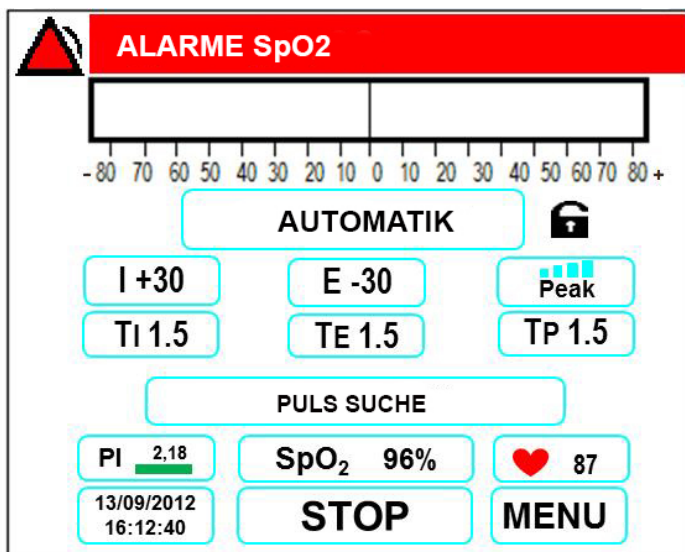 ALARME SpO2
- 80 70 60 50 40 30 20 10 0 10 20 30 40 50 60 70 80 +
AUTOMATIK
I +30 E -30 Peak
TI 1.5 TE 1.5 TP 1.5
PULS SUCHE
PI 2,18 SpO₂ 96% 87
13/09/2012
16:12:40
STOP MENU